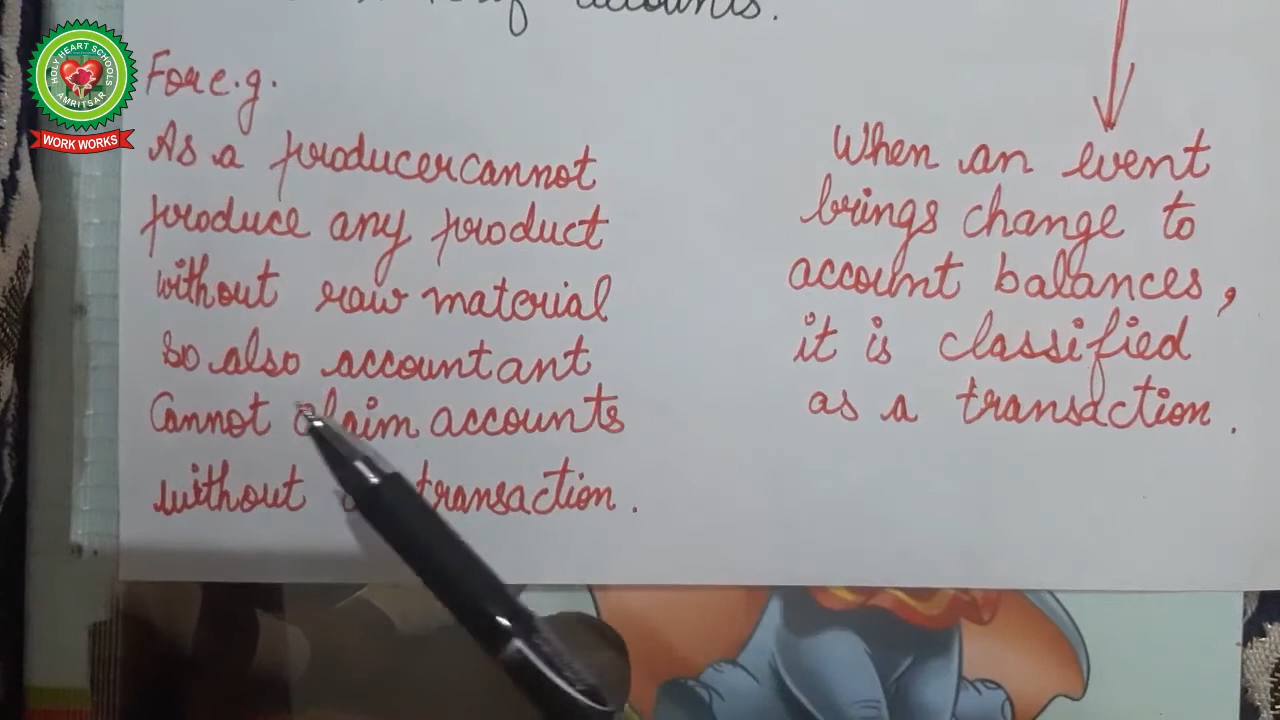 accounts.
For e.g.
As a producer cannot
produce any product
without raw material
so also accountant
Cannot claim accounts
without a transaction.
When an event
brings change to
account balances,
it is classified
as a transaction.
HOLY HEART SCHOOLS
AMRITSAR
WORK WORKS